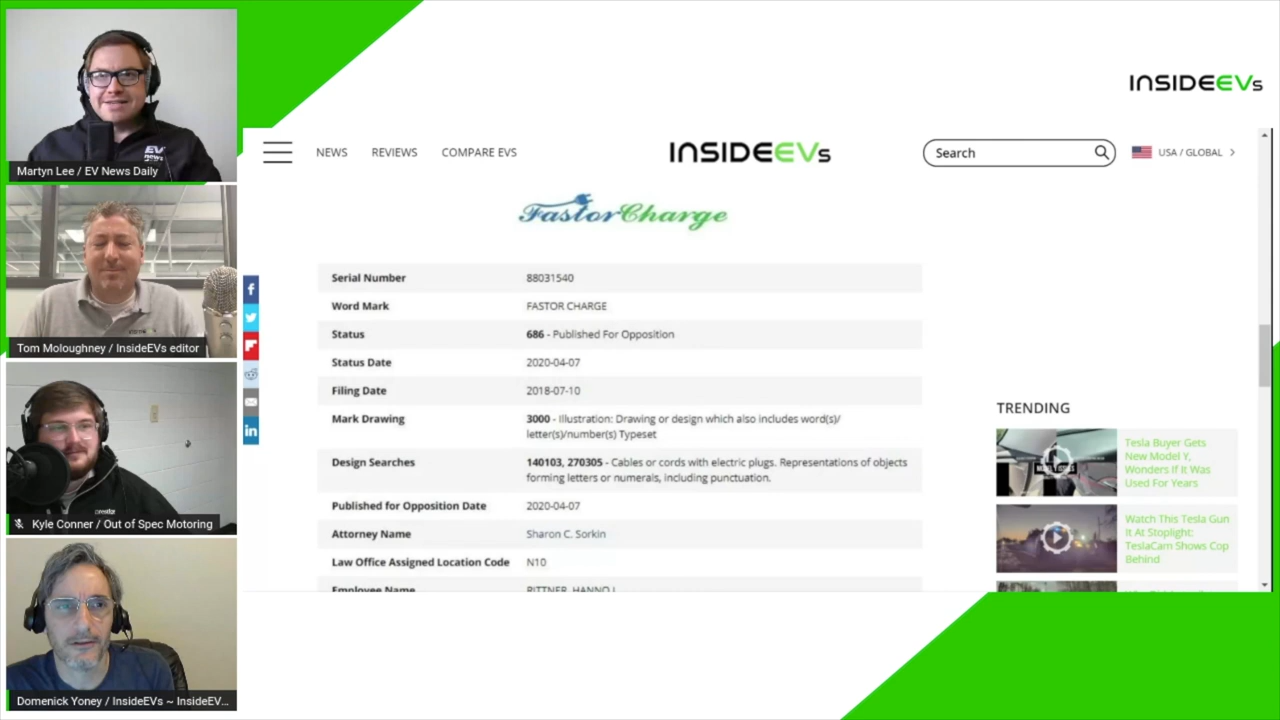 EV
news
Martyn Lee / EV News Daily
Tom Moloughney / InsideEVs editor
Kyle Conner / Out of Spec Motoring
Domenick Yoney / InsideEVs ~ InsideEV...
INSIDEEVs
NEWS
REVIEWS
COMPARE EVS
INSIDEEVs
Search
USA / GLOBAL
FastorCharge
Serial Number 88031540
Word Mark FASTOR CHARGE
Status 686 - Published For Opposition
Status Date 2020-04-07
Filing Date 2018-07-10
Mark Drawing 3000 - Illustration: Drawing or design which also includes word(s)/
letter(s)/number(s) Typeset
Design Searches 140103, 270305 - Cables or cords with electric plugs. Representations of objects
forming letters or numerals, including punctuation.
Published for Opposition Date 2020-04-07
Attorney Name Sharon C. Sorkin
Law Office Assigned Location Code N10
Employee Name RITTNER, HANNO I
TRENDING
Tesla Buyer Gets
New Model Y,
Wonders If It Was
Used For Years
Watch This Tesla Gun
It At Stoplight;
TeslaCam Shows Cop
Behind